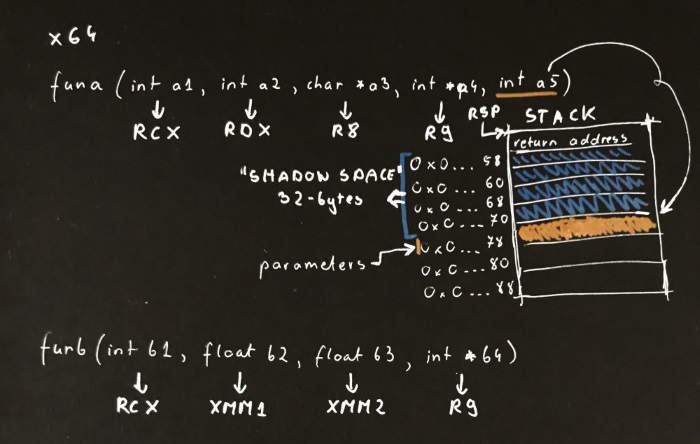 x64
funa (int a1, int a2, char *a3, int *a4, int a5)
RCX RDX R8 R9
RSP STACK
return address
"SHADOW SPACE"
32-bytes
0x0... 58
0x0... 60
0x0... 68
0x0... 70
parameters
0x0... 78
0x0... 80
0x0... 88
funb (int b1, float b2, float b3, int *b4)
RCX XMM1 XMM2 R9